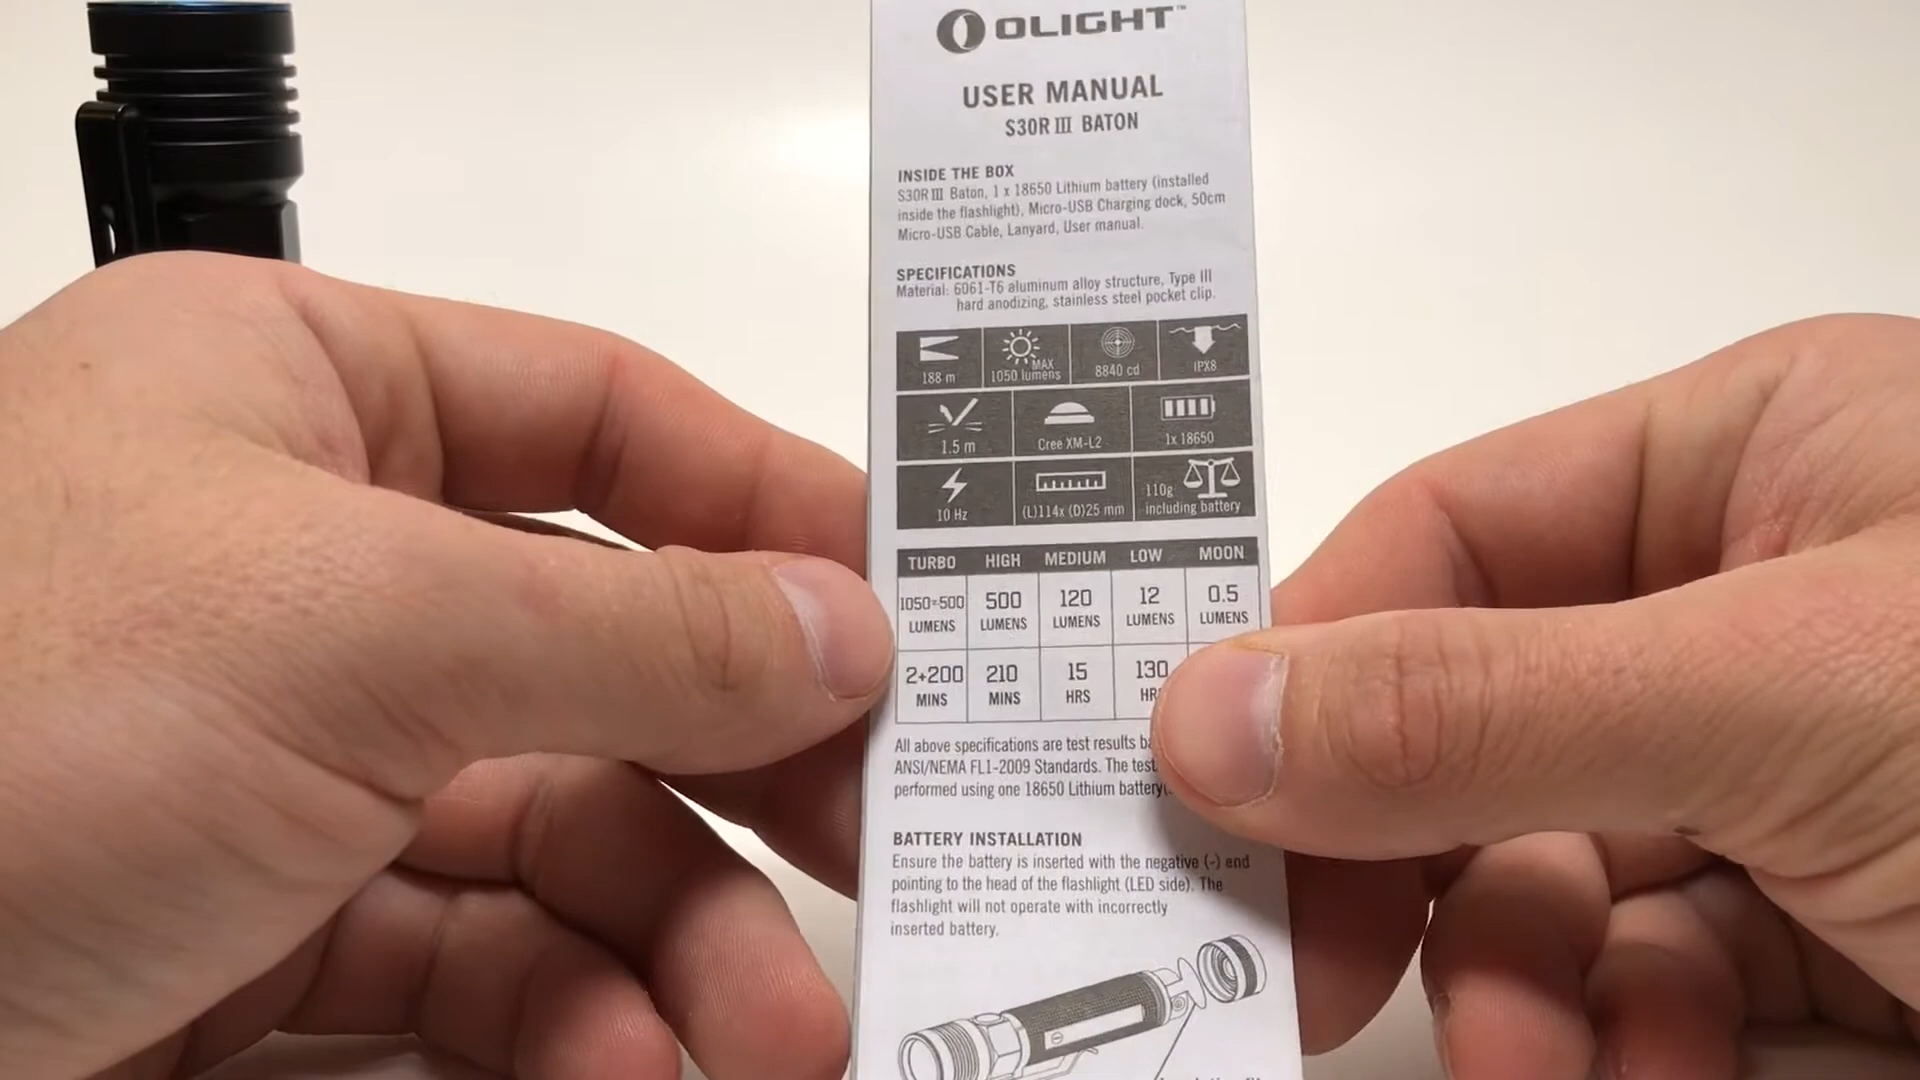 OLIGHT™
USER MANUAL
S30R III BATON
INSIDE THE BOX
S30R III Baton, 1 x 18650 Lithium battery (installed
inside the flashlight), Micro-USB Charging dock, 50cm
Micro-USB Cable, Lanyard, User manual.
SPECIFICATIONS
Material: 6061-T6 aluminum alloy structure, Type III
hard anodizing, stainless steel pocket clip.
188 m
MAX
1050 lumens
8840 cd
IPX8
1.5 m
Cree XM-L2
1x 18650
10 Hz
(L)114x (D)25 mm
110g
including battery
TURBO HIGH MEDIUM LOW MOON
1050~500 500 120 12 0.5
LUMENS LUMENS LUMENS LUMENS LUMENS
2+200 210 15 130
MINS MINS HRS HR
All above specifications are test results
ANSI/NEMA FL1-2009 Standards. The test
performed using one 18650 Lithium battery(
BATTERY INSTALLATION
Ensure the battery is inserted with the negative (-) end
pointing to the head of the flashlight (LED side). The
flashlight will not operate with incorrectly
inserted battery.